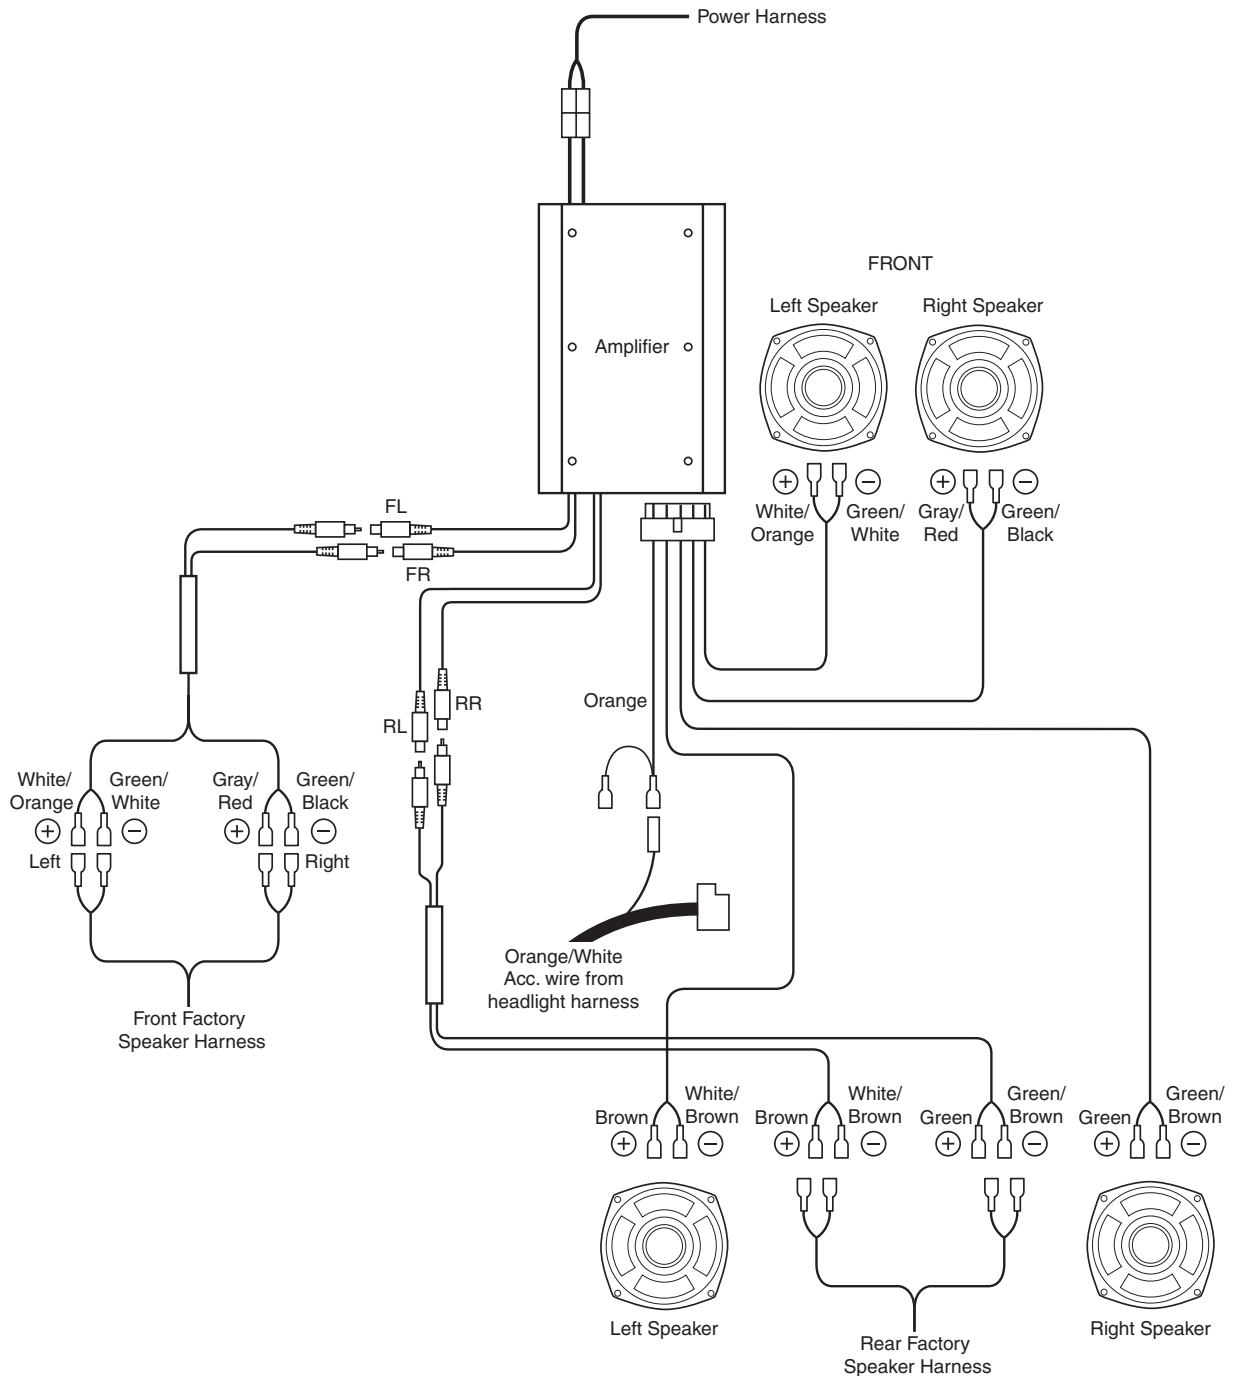 Power Harness
FRONT
Left Speaker
Right Speaker
Amplifier
White/
Orange
Green/
White
Gray/
Red
Green/
Black
FL
FR
RL
RR
Orange
White/
Orange
Green/
White
Gray/
Red
Green/
Black
Left
Right
Front Factory
Speaker Harness
Orange/White
Acc. wire from
headlight harness
Brown
White/
Brown
Brown
White/
Brown
Green
Green/
Brown
Green
Green/
Brown
Left Speaker
Right Speaker
Rear Factory
Speaker Harness